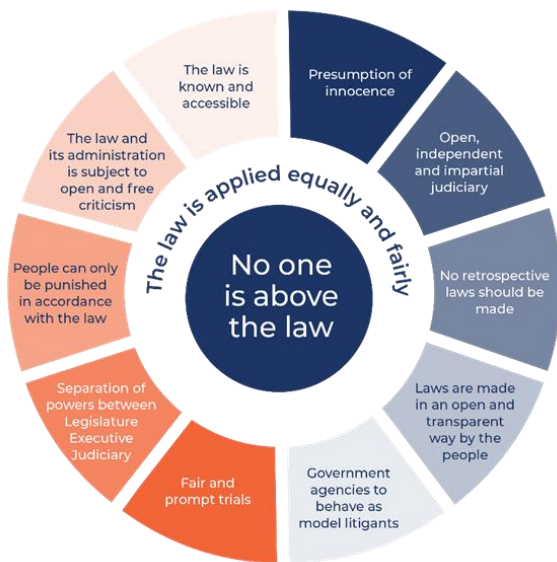 The law is
known and
accessible
Presumption of
innocence
Open,
independent
and impartial
judiciary
No retrospective
laws should be
made
Laws are made
in an open and
transparent
way by the
people
Government
agencies to
behave as
model litigants
Fair and
prompt trials
Separation of
powers between
Legislature
Executive
Judiciary
People can only
be punished
in accordance
with the law
The law and
its administration
is subject to
open and free
criticism
The law is applied equally and fairly
No one
is above
the law